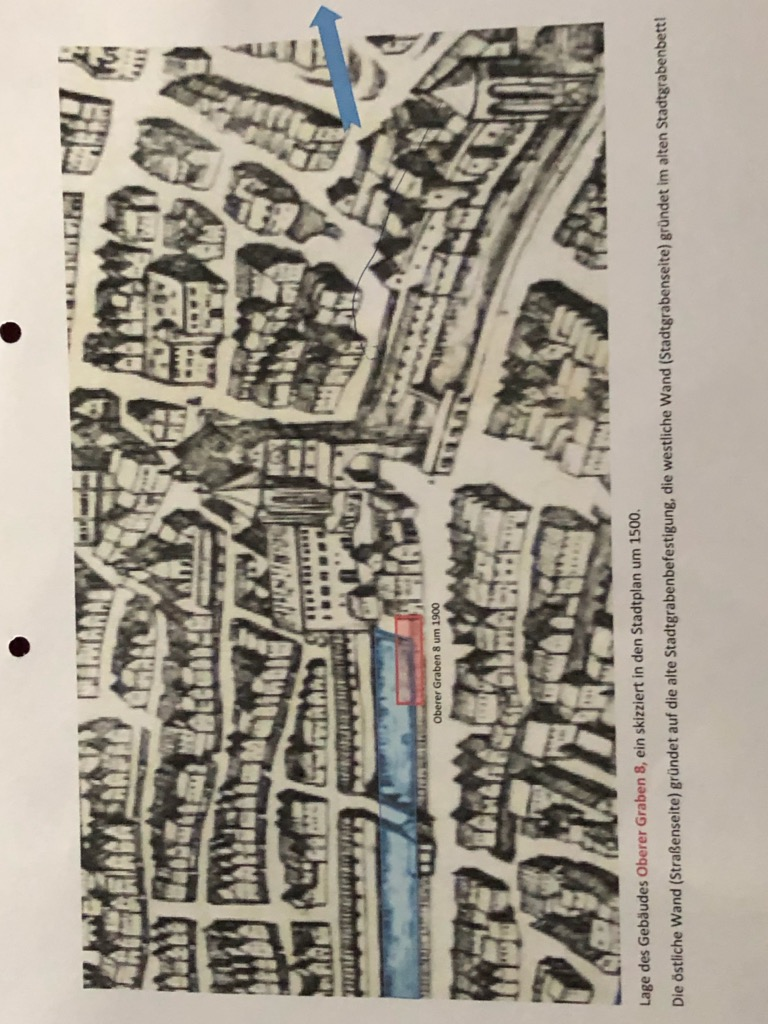 Oberer Graben 8 um 1900
Lage des Gebäudes Oberer Graben 8, ein skizziert in den Stadtplan um 1500.
Die östliche Wand (Straßenseite) gründet auf die alte Stadtgrabenbefestigung, die westliche Wand (Stadtgrabenseite) gründet im alten Stadtgrabenbett!